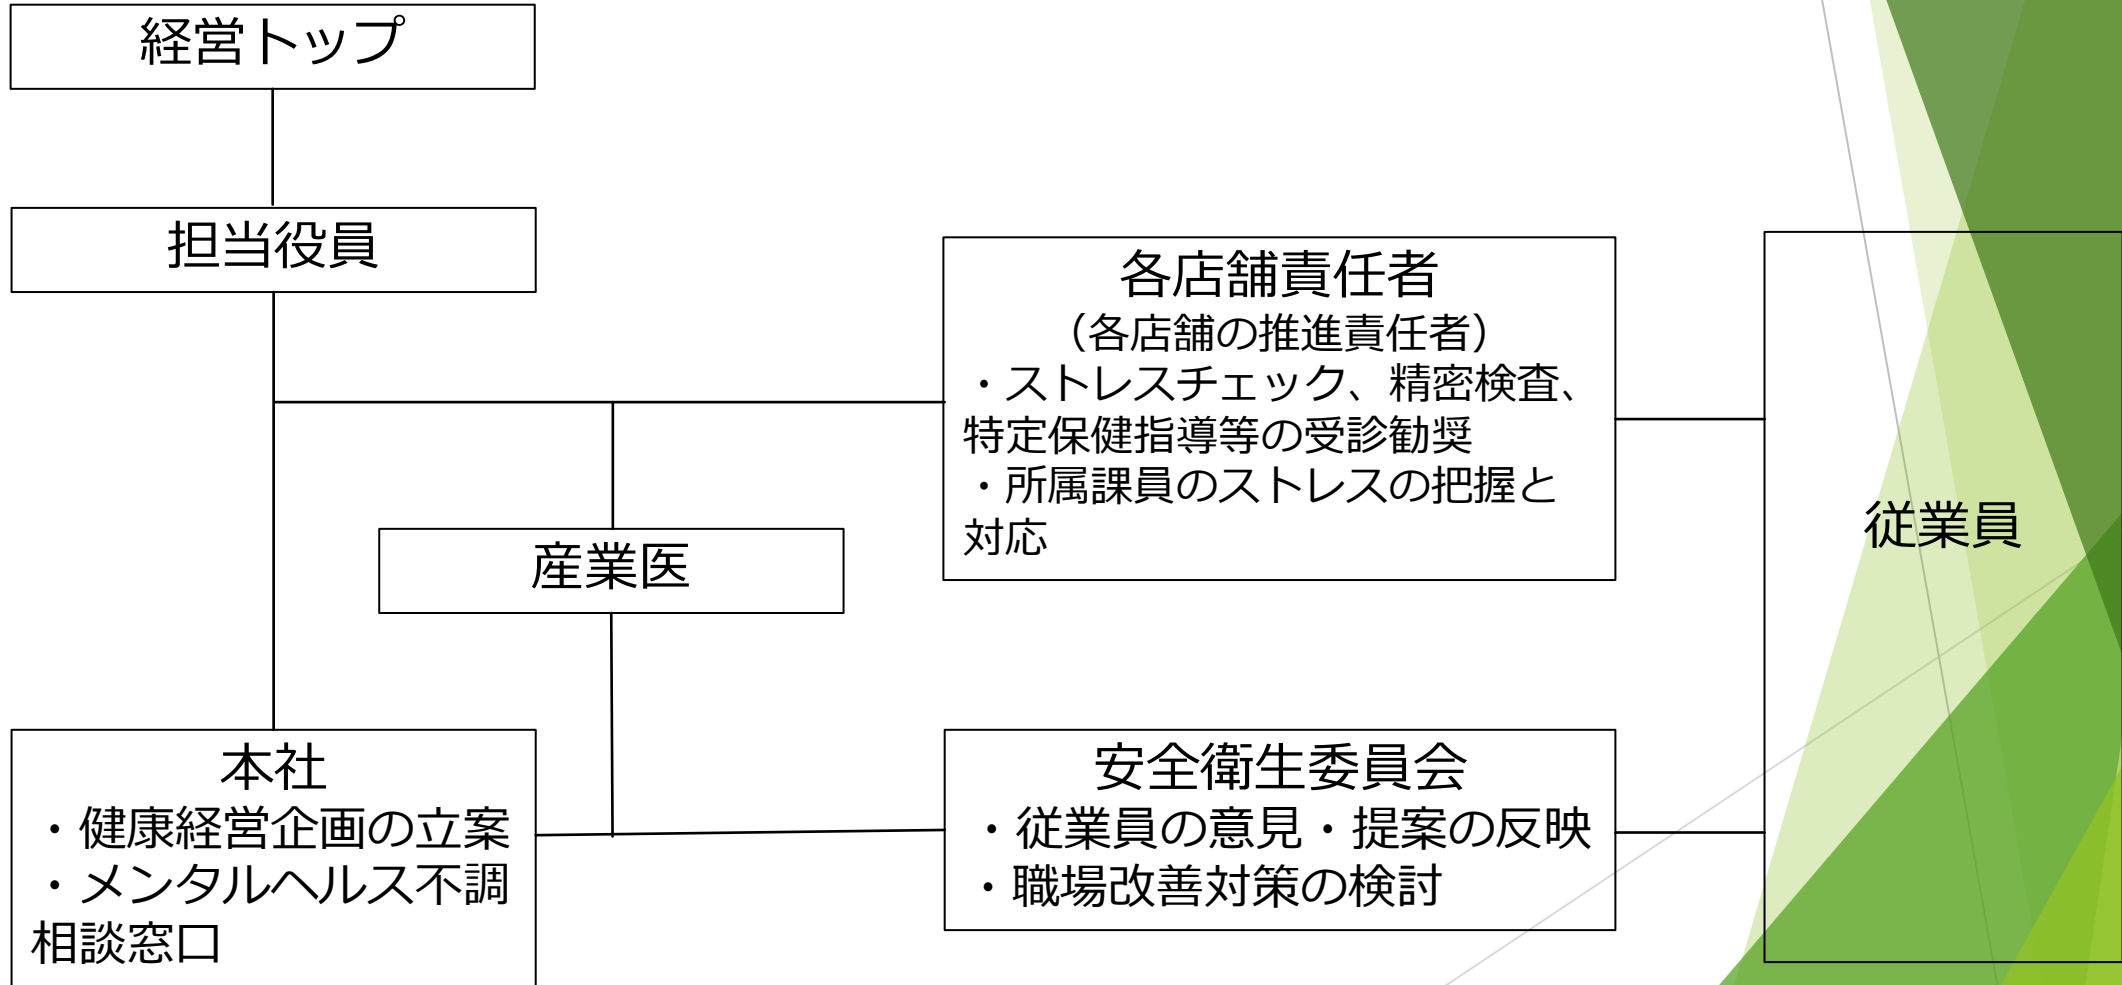 経営トップ
担当役員
各店舗責任者
（各店舗の推進責任者）
・ストレスチェック、精密検査、
特定保健指導等の受診勧奨
・所属課員のストレスの把握と
対応
従業員
産業医
本社
・健康経営企画の立案
・メンタルヘルス不調
相談窓口
安全衛生委員会
・従業員の意見・提案の反映
・職場改善対策の検討